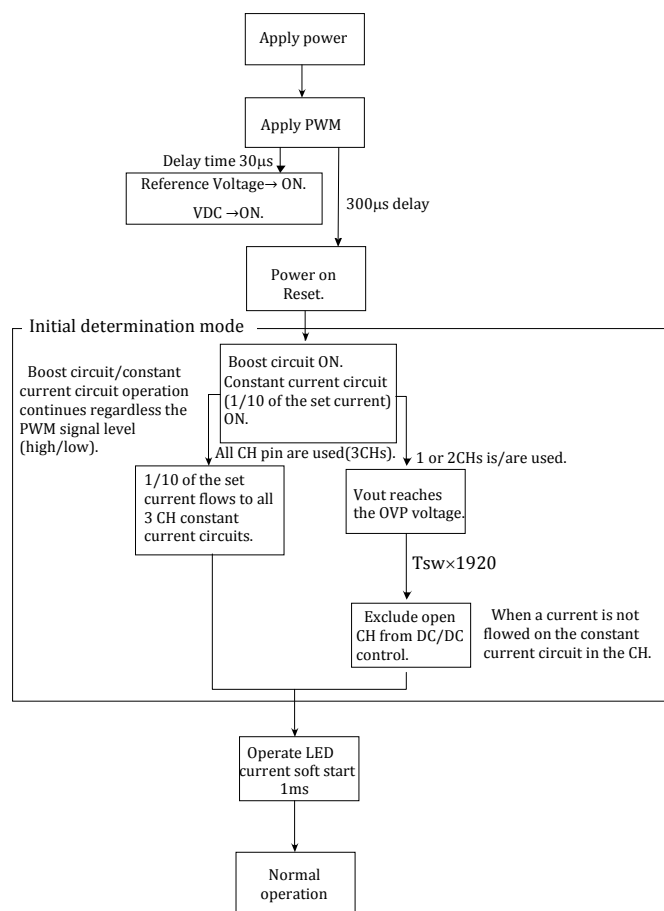 Apply power
Apply PWM
Delay time 30μs
Reference Voltage→ ON.
VDC →ON.
300μs delay
Power on
Reset.
Initial determination mode
Boost circuit/constant
current circuit operation
continues regardless the
PWM signal level
(high/low).
Boost circuit ON.
Constant current circuit
(1/10 of the set current)
ON.
All CH pin are used(3CHs).
1 or 2CHs is/are used.
1/10 of the set
current flows to all
3 CH constant
current circuits.
Vout reaches
the OVP voltage.
Tsw×1920
Exclude open
CH from DC/DC
control.
When a current is not
flowed on the constant
current circuit in the CH.
Operate LED
current soft start
1ms
Normal
operation